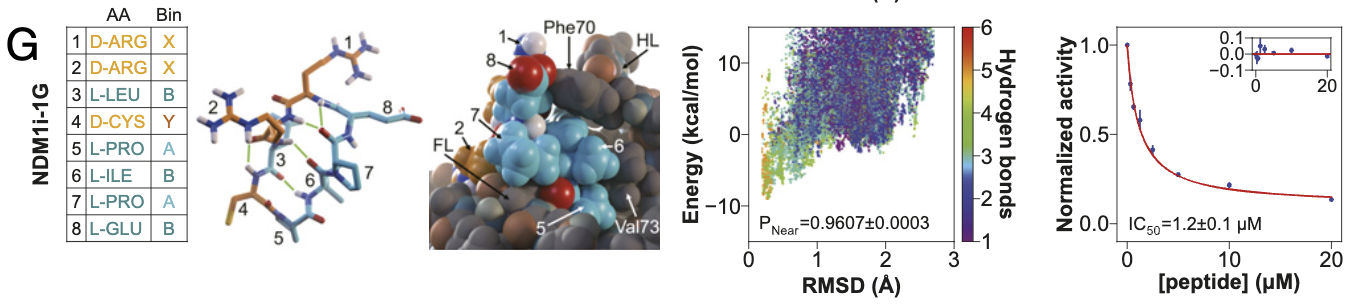 G
NDM1i-1G
AA Bin
1 D-ARG X
2 D-ARG X
3 L-LEU B
4 D-CYS Y
5 L-PRO A
6 L-ILE B
7 L-PRO A
8 L-GLU B
1
2
3
4
5
6
7
8
1
Phe70
HL
8
7
2
FL
6
5
Val73
Energy (kcal/mol)
10
0
−10
PNear=0.9607±0.0003
0 1 2 3
RMSD (Å)
6
5
4
3
2
1
Hydrogen bonds
Normalized activity
1.0
0.5
0.0
0.1
0.0
−0.1
0 20
IC50=1.2±0.1 µM
0 10 20
[peptide] (µM)